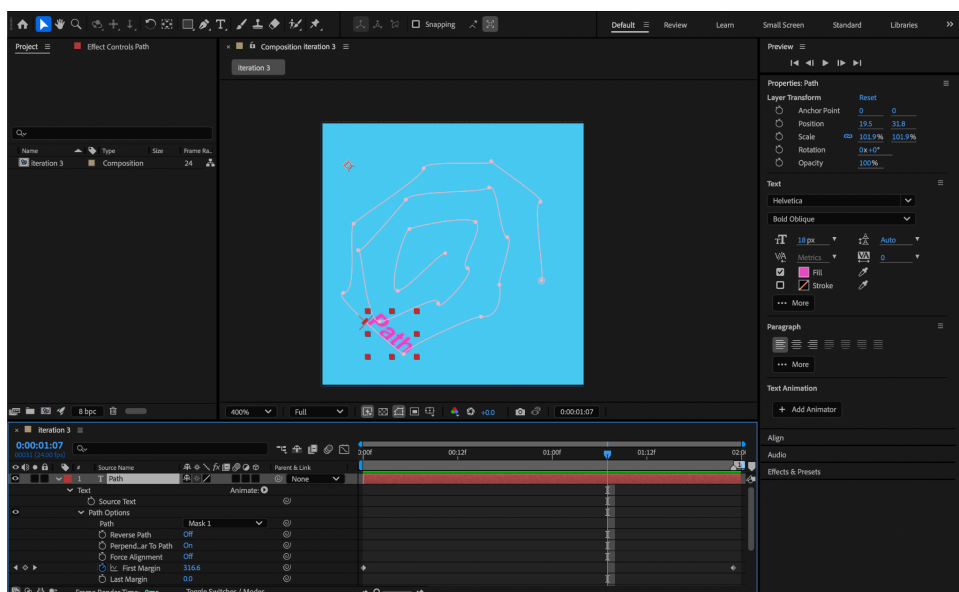 Snapping
Default
Review
Learn
Small Screen
Standard
Libraries
Project
Effect Controls Path
Composition iteration 3
Preview
iteration 3
Properties: Path
Layer Transform
Reset
Anchor Point 0 0
Position 19.5 31.8
Scale 101.9% 101.9%
Rotation 0x+0°
Opacity 100%
Name Type Size Frame Ra..
iteration 3 Composition 24
Text
Helvetica
Bold Oblique
18 px Auto
Metrics 0
Fill
Stroke
More
Path
Paragraph
More
Text Animation
+ Add Animator
8 bpc
400% Full +0.0 0:00:01:07
iteration 3
0:00:01:07
00031 (24.00 fps)
# Source Name Parent & Link
00:12f 01:00f 01:12f
1 T Path None
Text Animate:
Source Text
Path Options
Path Mask 1
Reverse Path Off
Perpend...ar To Path On
Force Alignment Off
First Margin 316.6
Last Margin 0.0
Frame Render Time: 0ms Toggle Switches / Modes
Align
Audio
Effects & Presets